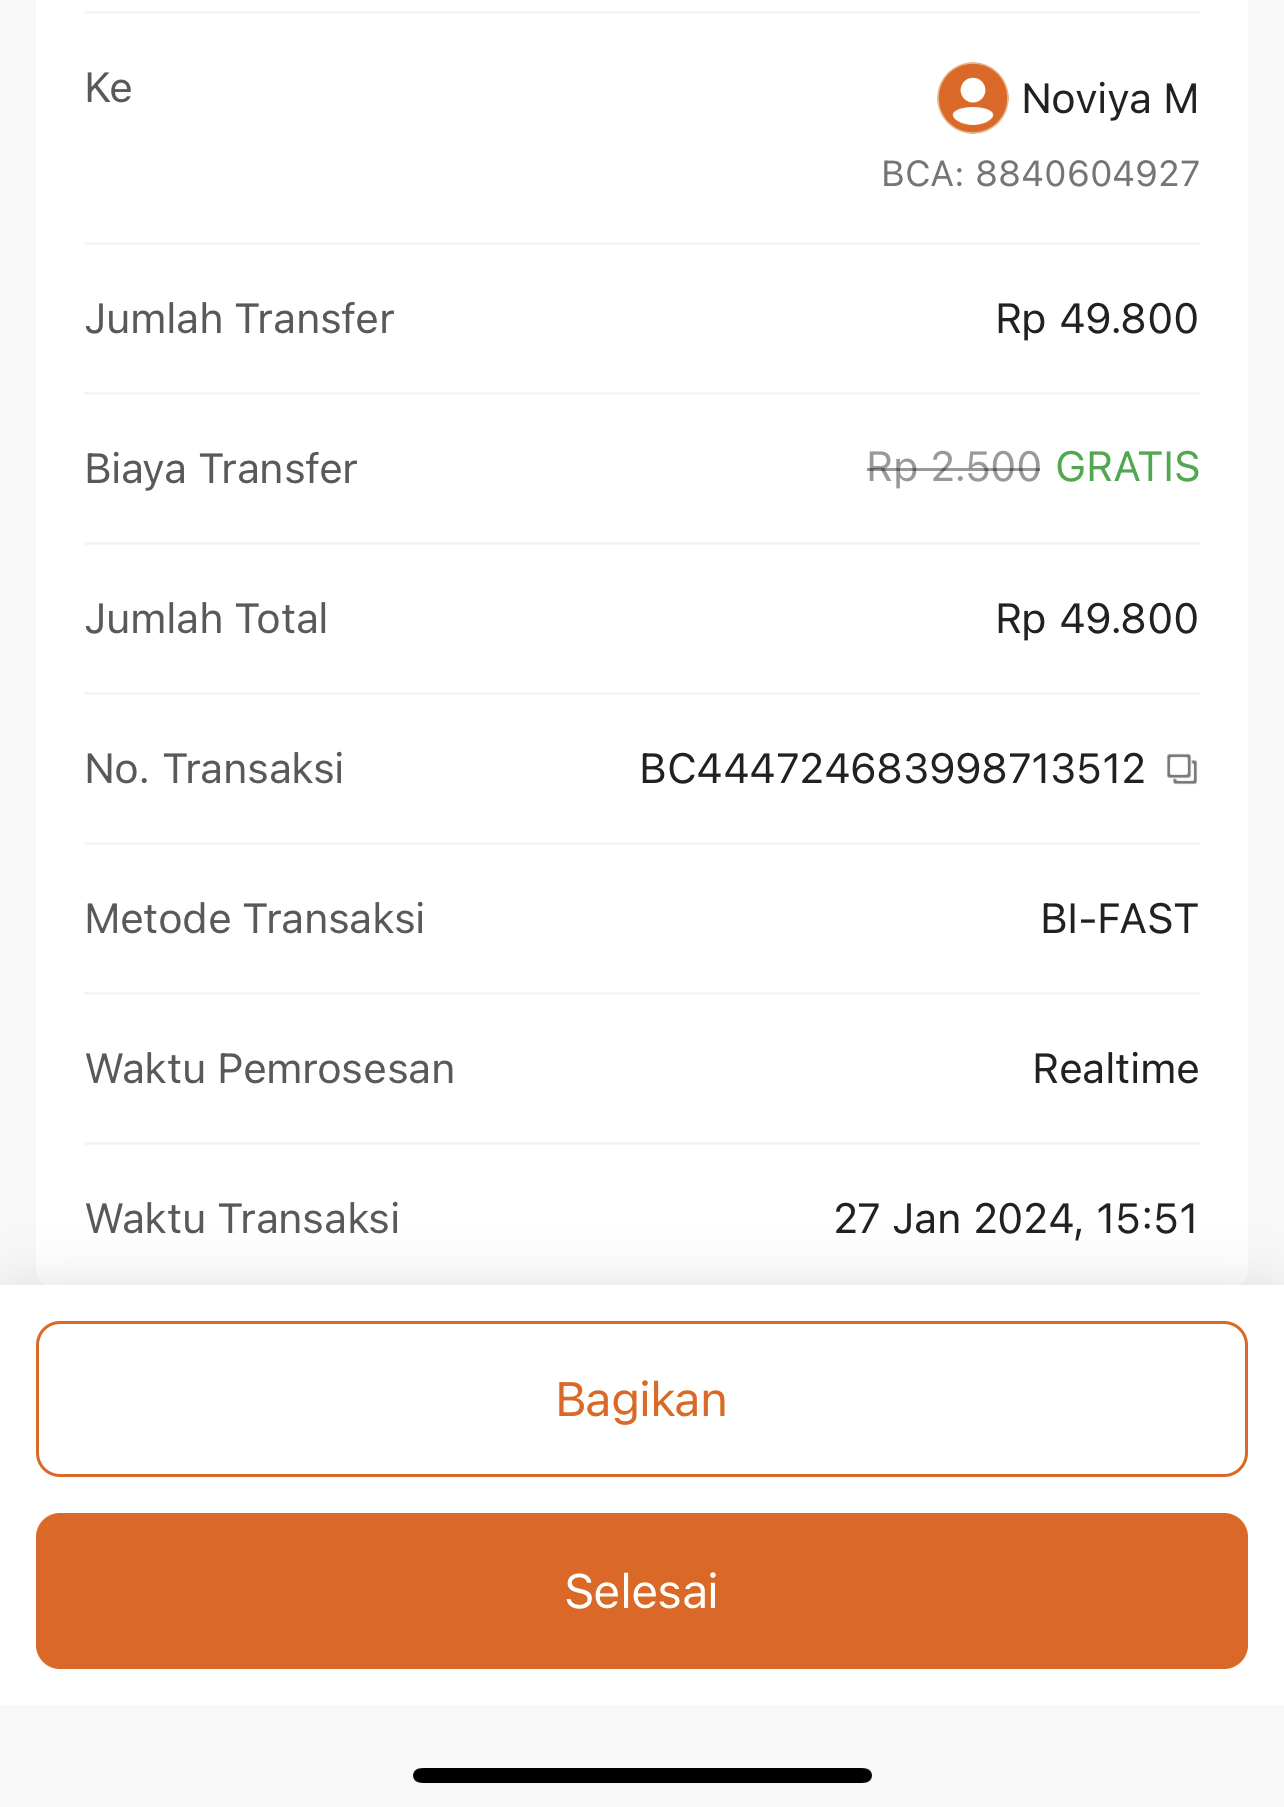 Ke
Noviya M
BCA: 8840604927
Jumlah Transfer Rp 49.800
Biaya Transfer Rp 2.500 GRATIS
Jumlah Total Rp 49.800
No. Transaksi BC444724683998713512
Metode Transaksi BI-FAST
Waktu Pemrosesan Realtime
Waktu Transaksi 27 Jan 2024, 15:51
Bagikan
Selesai